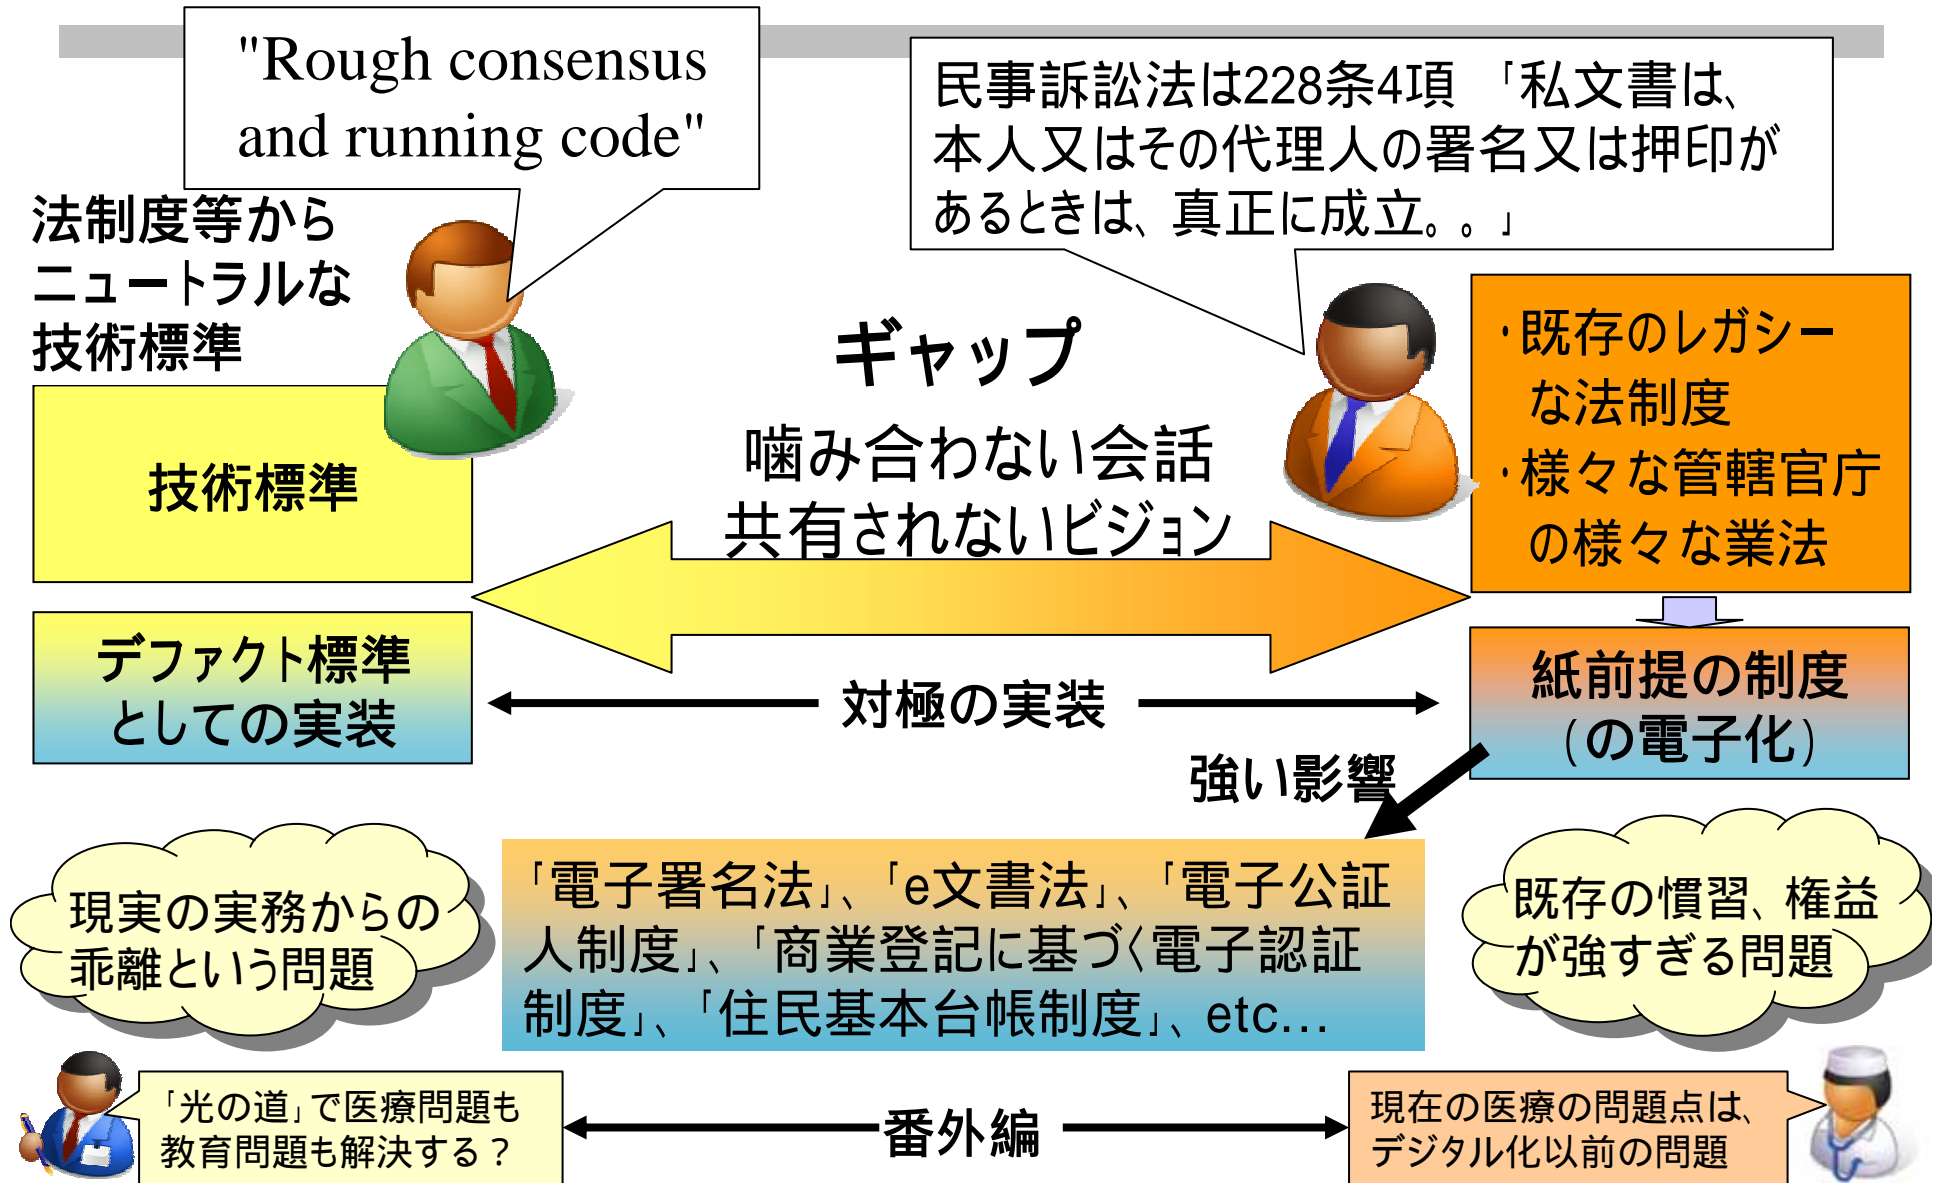 "Rough consensus
and running code"
民事訴訟法は228条4項 「私文書は、
本人又はその代理人の署名又は押印が
あるときは、真正に成立。。」
法制度等から
ニュートラルな
技術標準
ギャップ
噛み合わない会話
共有されないビジョン
・既存のレガシー
な法制度
・様々な管轄官庁
の様々な業法
技術標準
デファクト標準
としての実装
対極の実装
紙前提の制度
（の電子化）
強い影響
現実の実務からの
乖離という問題
「電子署名法」、「e文書法」、「電子公証
人制度」、「商業登記に基づく電子認証
制度」、「住民基本台帳制度」、etc...
既存の慣習、権益
が強すぎる問題
「光の道」で医療問題も
教育問題も解決する？
番外編
現在の医療の問題点は、
デジタル化以前の問題